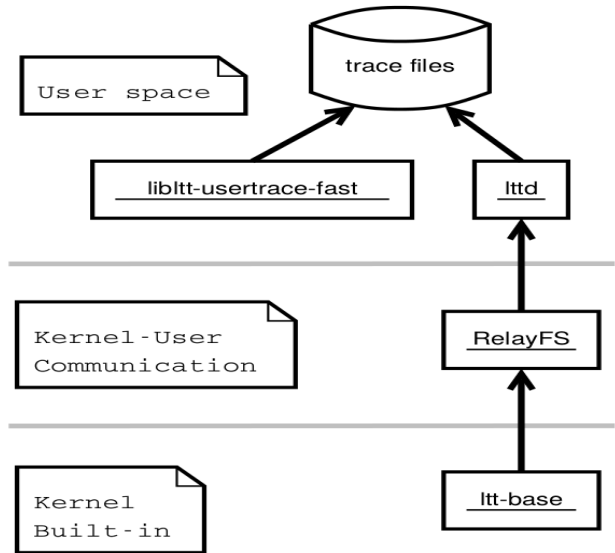 trace files
User space
libltt-usertrace-fast
lttd
Kernel-User
Communication
RelayFS
Kernel
Built-in
ltt-base